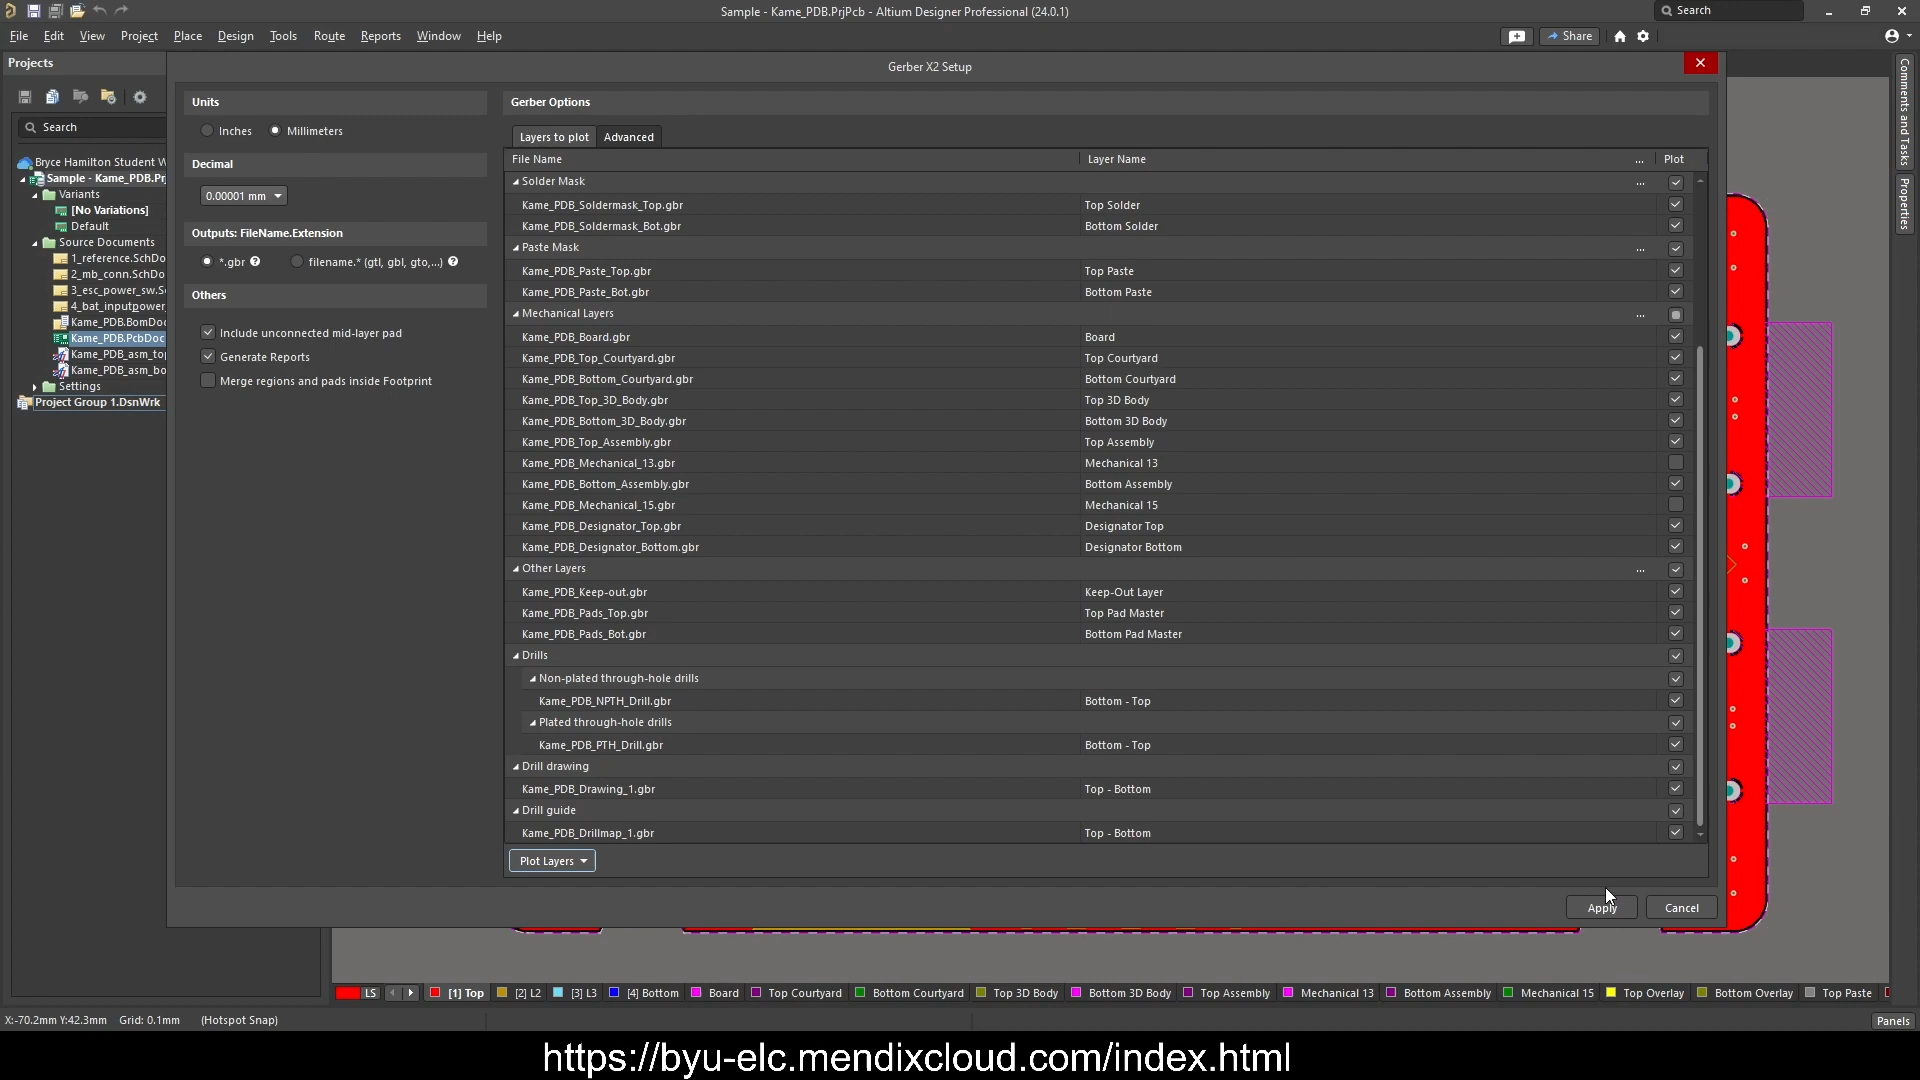 Sample - Kame_PDB.PrjPcb - Altium Designer Professional (24.0.1)
Search
File Edit View Project Place Design Tools Route Reports Window Help
Share
Projects
Search
Bryce Hamilton Student W
Sample - Kame_PDB.Prj
Variants
[No Variations]
Default
Source Documents
1_reference.SchDo
2_mb_conn.SchDo
3_esc_power_sw.S
4_bat_inputpower
Kame_PDB.BomDoc
Kame_PDB.PcbDoc
Kame_PDB_asm_top
Kame_PDB_asm_bo
Settings
Project Group 1.DsnWrk
Gerber X2 Setup
Units
Inches Millimeters
Decimal
0.00001 mm
Outputs: FileName.Extension
*.gbr filename.* (gtl, gbl, gto,...)
Others
Include unconnected mid-layer pad
Generate Reports
Merge regions and pads inside Footprint
Gerber Options
Layers to plot Advanced
File Name Layer Name ... Plot
Solder Mask ...
Kame_PDB_Soldermask_Top.gbr Top Solder
Kame_PDB_Soldermask_Bot.gbr Bottom Solder
Paste Mask ...
Kame_PDB_Paste_Top.gbr Top Paste
Kame_PDB_Paste_Bot.gbr Bottom Paste
Mechanical Layers ...
Kame_PDB_Board.gbr Board
Kame_PDB_Top_Courtyard.gbr Top Courtyard
Kame_PDB_Bottom_Courtyard.gbr Bottom Courtyard
Kame_PDB_Top_3D_Body.gbr Top 3D Body
Kame_PDB_Bottom_3D_Body.gbr Bottom 3D Body
Kame_PDB_Top_Assembly.gbr Top Assembly
Kame_PDB_Mechanical_13.gbr Mechanical 13
Kame_PDB_Bottom_Assembly.gbr Bottom Assembly
Kame_PDB_Mechanical_15.gbr Mechanical 15
Kame_PDB_Designator_Top.gbr Designator Top
Kame_PDB_Designator_Bottom.gbr Designator Bottom
Other Layers ...
Kame_PDB_Keep-out.gbr Keep-Out Layer
Kame_PDB_Pads_Top.gbr Top Pad Master
Kame_PDB_Pads_Bot.gbr Bottom Pad Master
Drills
Non-plated through-hole drills
Kame_PDB_NPTH_Drill.gbr Bottom - Top
Plated through-hole drills
Kame_PDB_PTH_Drill.gbr Bottom - Top
Drill drawing
Kame_PDB_Drawing_1.gbr Top - Bottom
Drill guide
Kame_PDB_Drillmap_1.gbr Top - Bottom
Plot Layers
Apply Cancel
Comments and Tasks
Properties
LS [1] Top [2] L2 [3] L3 [4] Bottom Board Top Courtyard Bottom Courtyard Top 3D Body Bottom 3D Body Top Assembly Mechanical 13 Bottom Assembly Mechanical 15 Top Overlay Bottom Overlay Top Paste
X:-70.2mm Y:42.3mm Grid: 0.1mm (Hotspot Snap)
Panels
https://byu-elc.mendixcloud.com/index.html